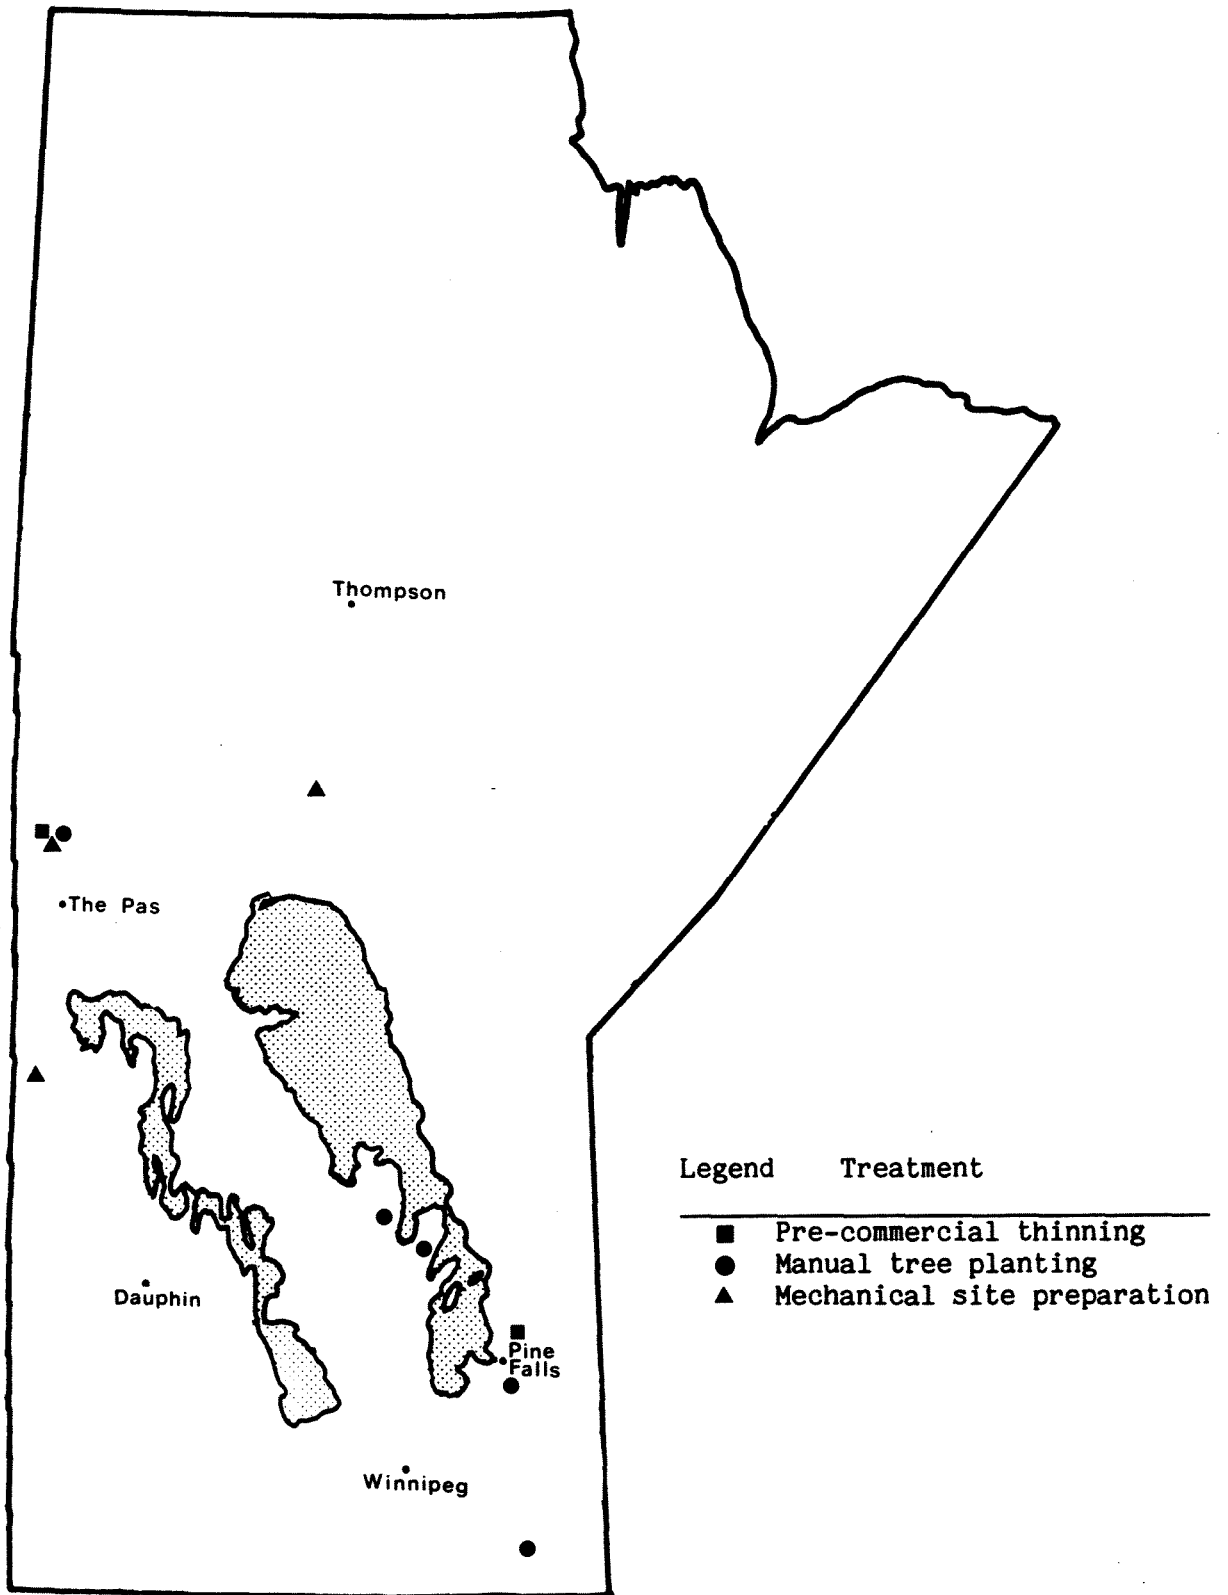 Thompson
The Pas
Legend Treatment
Pre-commercial thinning
Manual tree planting
Mechanical site preparation
Dauphin
Pine
Falls
Winnipeg